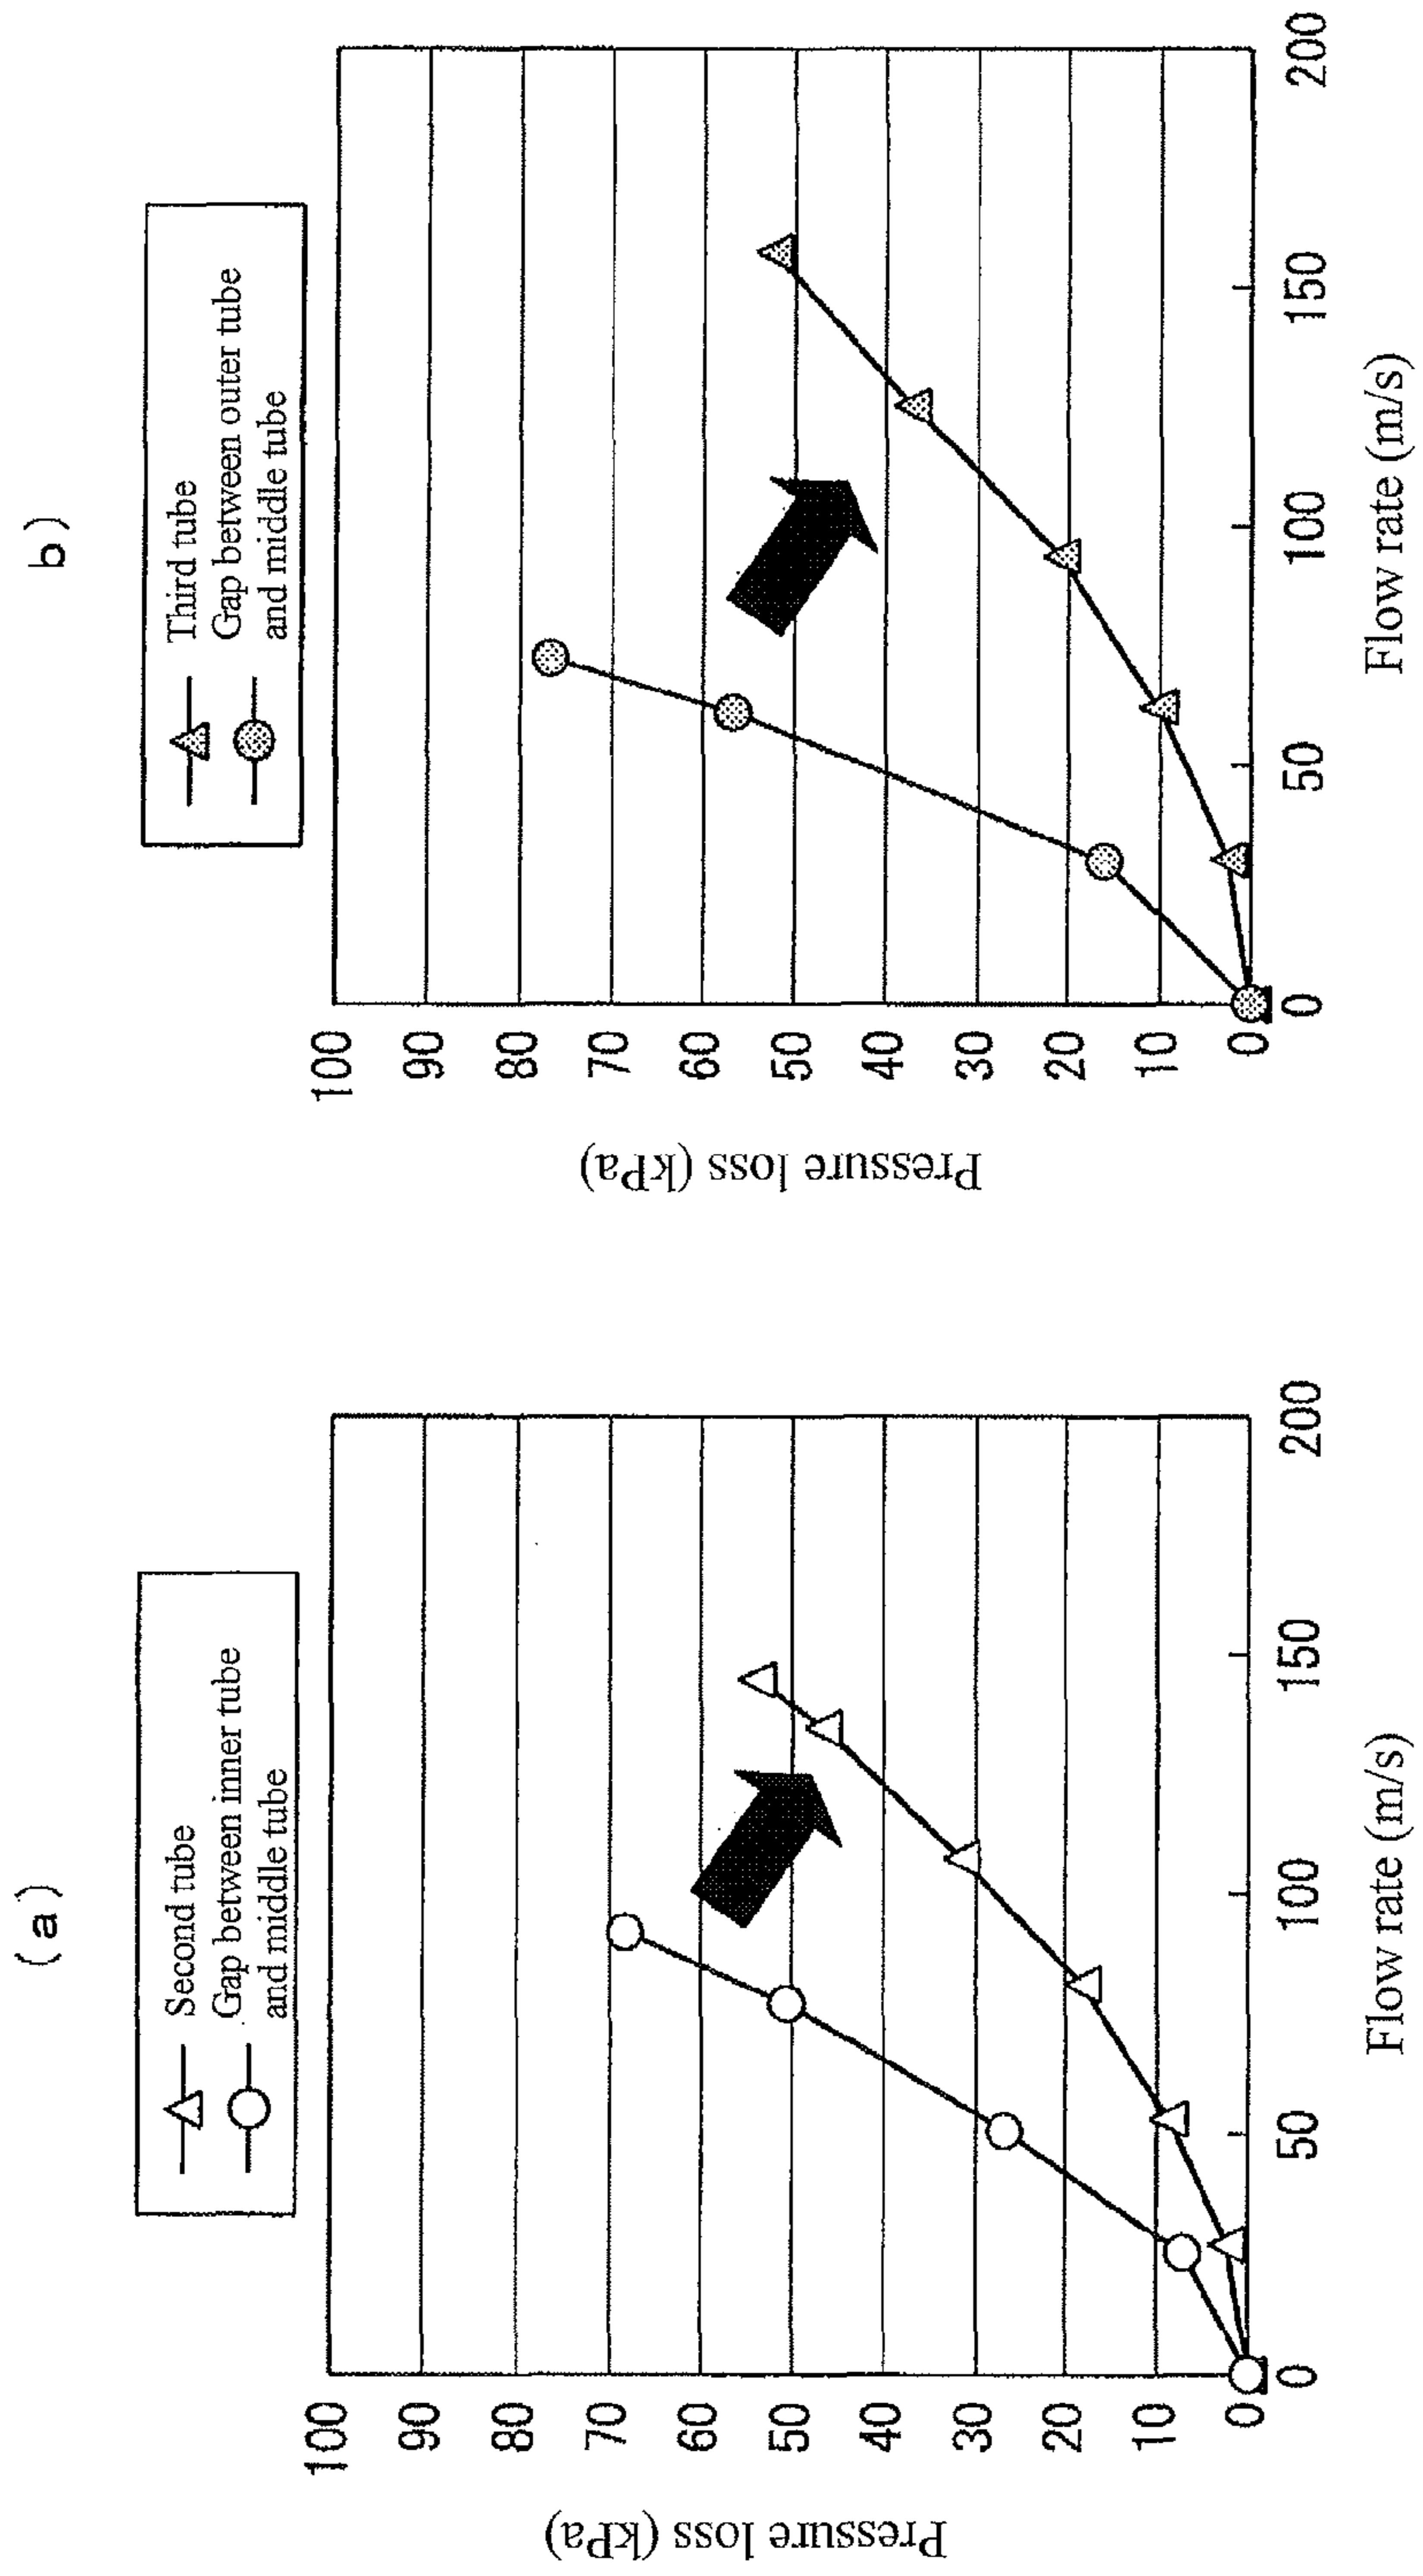 (a)
Second tube
Gap between inner tube
and middle tube
Pressure loss (kPa)
100
90
80
70
60
50
40
30
20
10
0
0
50
100
150
200
Flow rate (m/s)
b)
Third tube
Gap between outer tube
and middle tube
Pressure loss (kPa)
100
90
80
70
60
50
40
30
20
10
0
0
50
100
150
200
Flow rate (m/s)